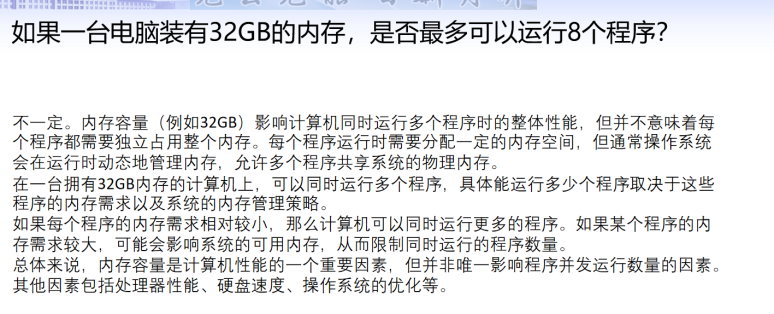 如果一台电脑装有32GB的内存，是否最多可以运行8个程序？
不一定。内存容量（例如32GB）影响计算机同时运行多个程序时的整体性能，但并不意味着每
个程序都需要独立占用整个内存。每个程序运行时需要分配一定的内存空间，但通常操作系统
会在运行时动态地管理内存，允许多个程序共享系统的物理内存。
在一台拥有32GB内存的计算机上，可以同时运行多个程序，具体能运行多少个程序取决于这些
程序的内存需求以及系统的内存管理策略。
如果每个程序的内存需求相对较小，那么计算机可以同时运行更多的程序。如果某个程序的内
存需求较大，可能会影响系统的可用内存，从而限制同时运行的程序数量。
总体来说，内存容量是计算机性能的一个重要因素，但并非唯一影响程序并发运行数量的因素。
其他因素包括处理器性能、硬盘速度、操作系统的优化等。